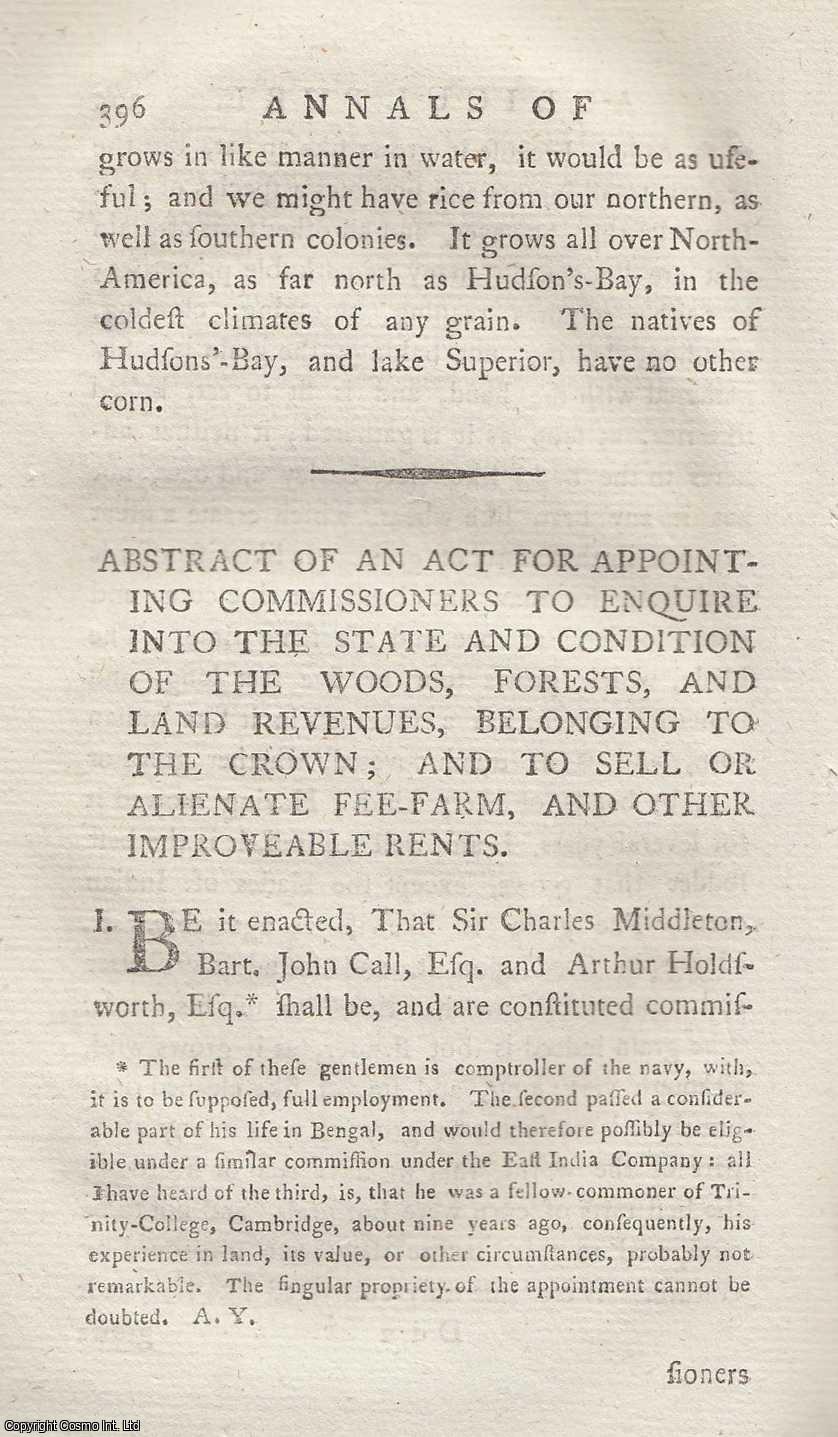 396 ANNALS OF
grows in like manner in water, it would be as uſe-
ful; and we might have rice from our northern, as
well as ſouthern colonies. It grows all over North-
America, as far north as Hudſon's-Bay, in the
coldeſt climates of any grain. The natives of
Hudſons'-Bay, and lake Superior, have no other
corn.
ABSTRACT OF AN ACT FOR APPOINT-
ING COMMISSIONERS TO ENQUIRE
INTO THE STATE AND CONDITION
OF THE WOODS, FORESTS, AND
LAND REVENUES, BELONGING TO
THE CROWN; AND TO SELL OR
ALIENATE FEE-FARM, AND OTHER
IMPROVEABLE RENTS.
I. BE it enacted, That Sir Charles Middleton,
Bart. John Call, Eſq. and Arthur Holdſ-
worth, Eſq.* ſhall be, and are conſtituted commiſ-
* The firſt of theſe gentlemen is comptroller of the navy, with,
it is to be ſuppoſed, full employment. The ſecond paſſed a conſider-
able part of his life in Bengal, and would therefore poſſibly be elig-
ible under a ſimilar commiſſion under the Eaſt India Company: all
I have heard of the third, is, that he was a fellow-commoner of Tri-
nity-College, Cambridge, about nine years ago, conſequently, his
experience in land, its value, or other circumſtances, probably not
remarkable. The ſingular propriety of the appointment cannot be
doubted. A. Y.
ſioners
Copyright Cosmo Int. Ltd